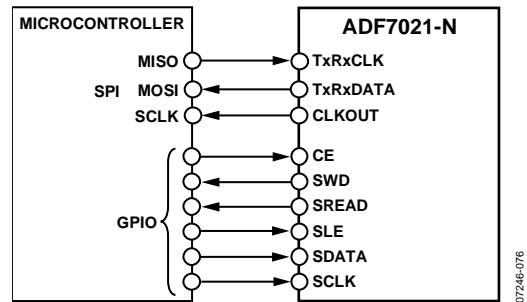 MICROCONTROLLER ADF7021-N
MISO TxRxCLK
SPI MOSI TxRxDATA
SCLK CLKOUT
CE
SWD
SREAD
GPIO
SLE
SDATA
SCLK
07246-076